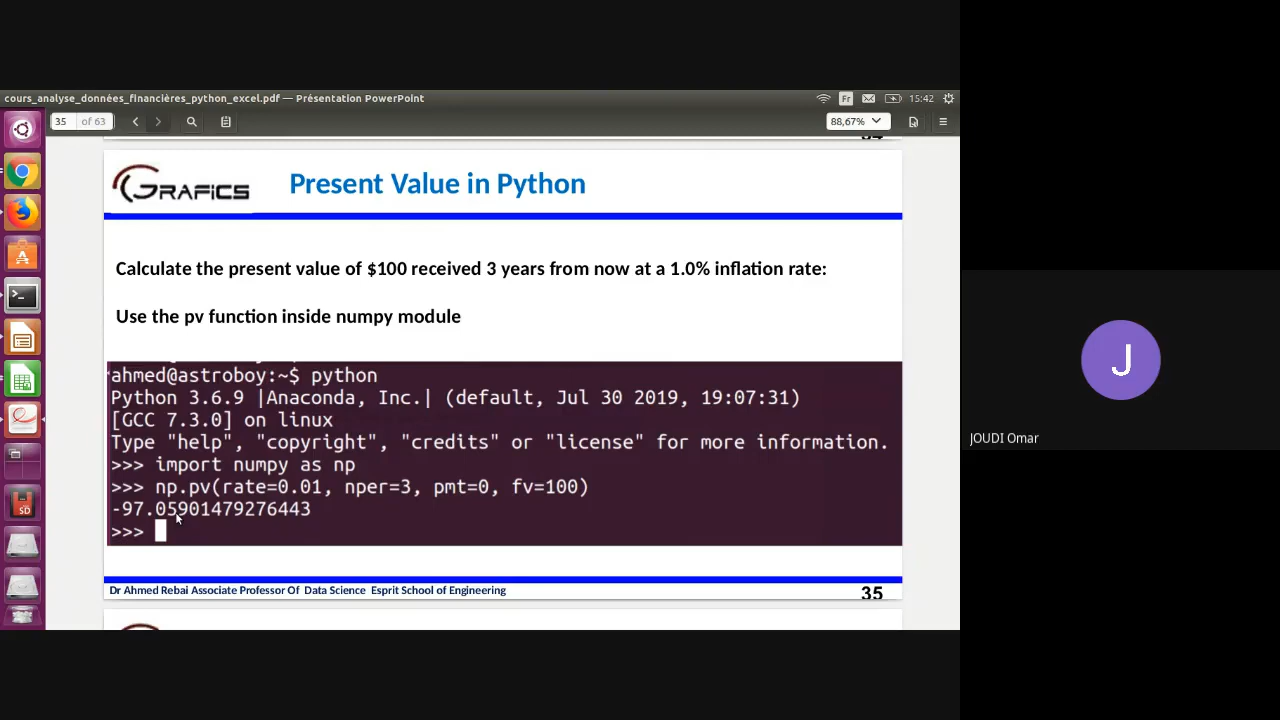 cours_analyse_données_financières_python_excel.pdf — Présentation PowerPoint
Fr
15:42
35 of 63
88,67%
GRAFICS
Present Value in Python
Calculate the present value of $100 received 3 years from now at a 1.0% inflation rate:
Use the pv function inside numpy module
ahmed@astroboy:~$ python
Python 3.6.9 |Anaconda, Inc.| (default, Jul 30 2019, 19:07:31)
[GCC 7.3.0] on linux
Type "help", "copyright", "credits" or "license" for more information.
>>> import numpy as np
>>> np.pv(rate=0.01, nper=3, pmt=0, fv=100)
-97.05901479276443
>>>
Dr Ahmed Rebai Associate Professor Of Data Science Esprit School of Engineering
35
J
JOUDI Omar
SD